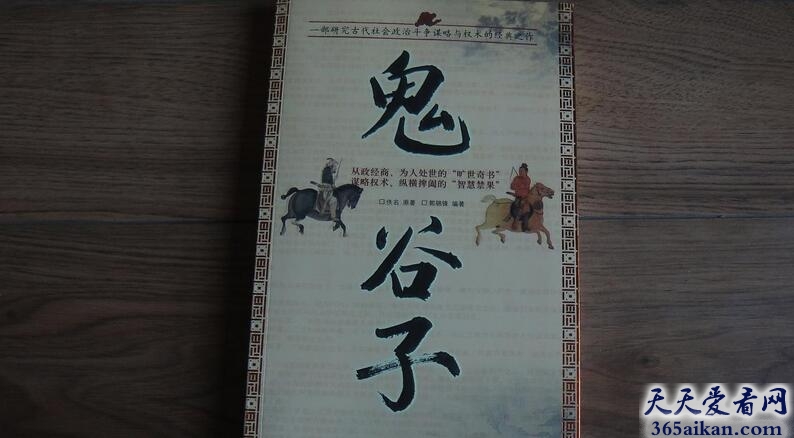 一部研究古代社会政治斗争谋略与权术的经典之作
鬼谷子
从政经商、为人处世的“旷世奇书”
谋略权术、纵横捭阖的“智慧禁果”
口佚名 原著 口郭 编著
天天爱看网
365aikan.com